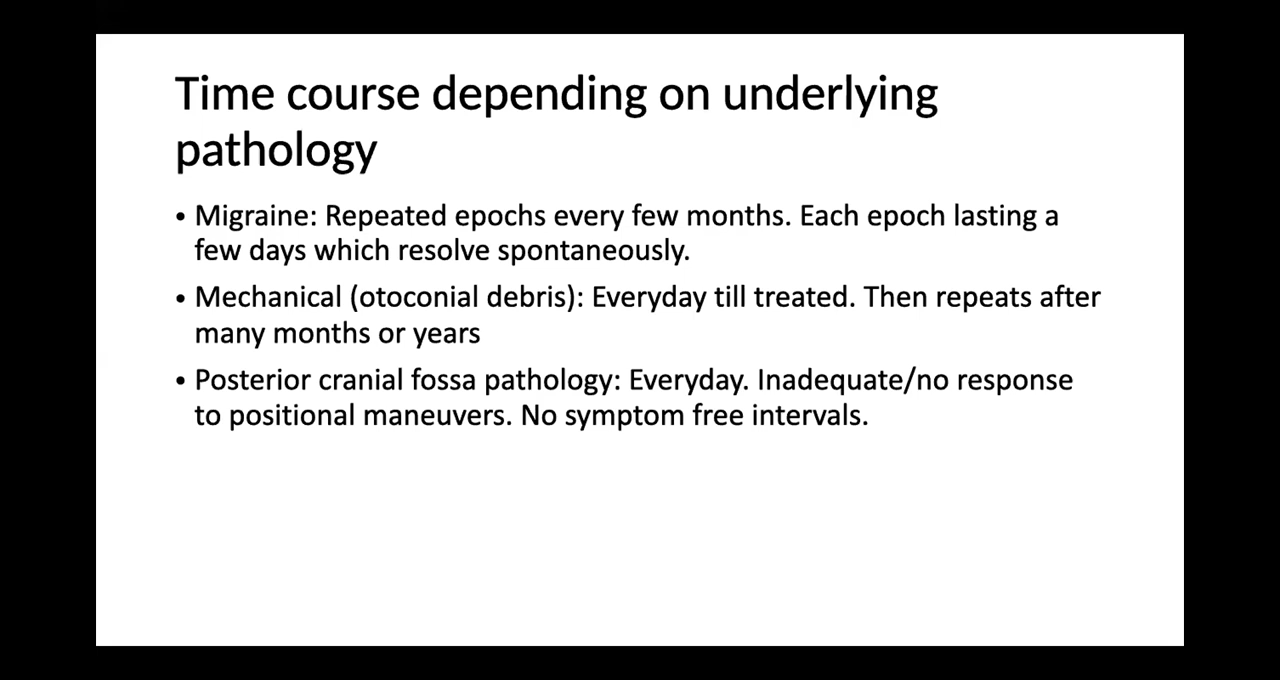 Time course depending on underlying
pathology
• Migraine: Repeated epochs every few months. Each epoch lasting a
few days which resolve spontaneously.
• Mechanical (otoconial debris): Everyday till treated. Then repeats after
many months or years
• Posterior cranial fossa pathology: Everyday. Inadequate/no response
to positional maneuvers. No symptom free intervals.